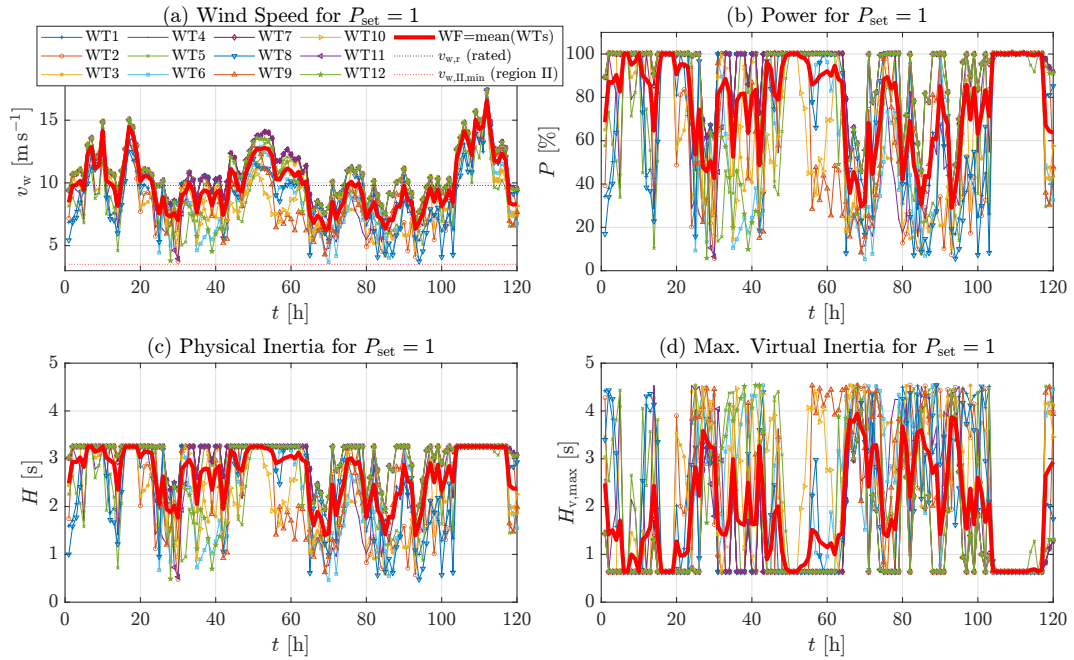 (a) Wind Speed for P_set = 1
WT1 WT4 WT7 WT10 WF=mean(WTs)
WT2 WT5 WT8 WT11 v_w,r (rated)
WT3 WT6 WT9 WT12 v_w,II,min (region II)
15
10
5
v_w [m s⁻¹]
0 20 40 60 80 100 120
t [h]
(b) Power for P_set = 1
100
80
60
40
20
0
P [%]
0 20 40 60 80 100 120
t [h]
(c) Physical Inertia for P_set = 1
5
4
3
2
1
0
H [s]
0 20 40 60 80 100 120
t [h]
(d) Max. Virtual Inertia for P_set = 1
5
4
3
2
1
0
H_v,max [s]
0 20 40 60 80 100 120
t [h]